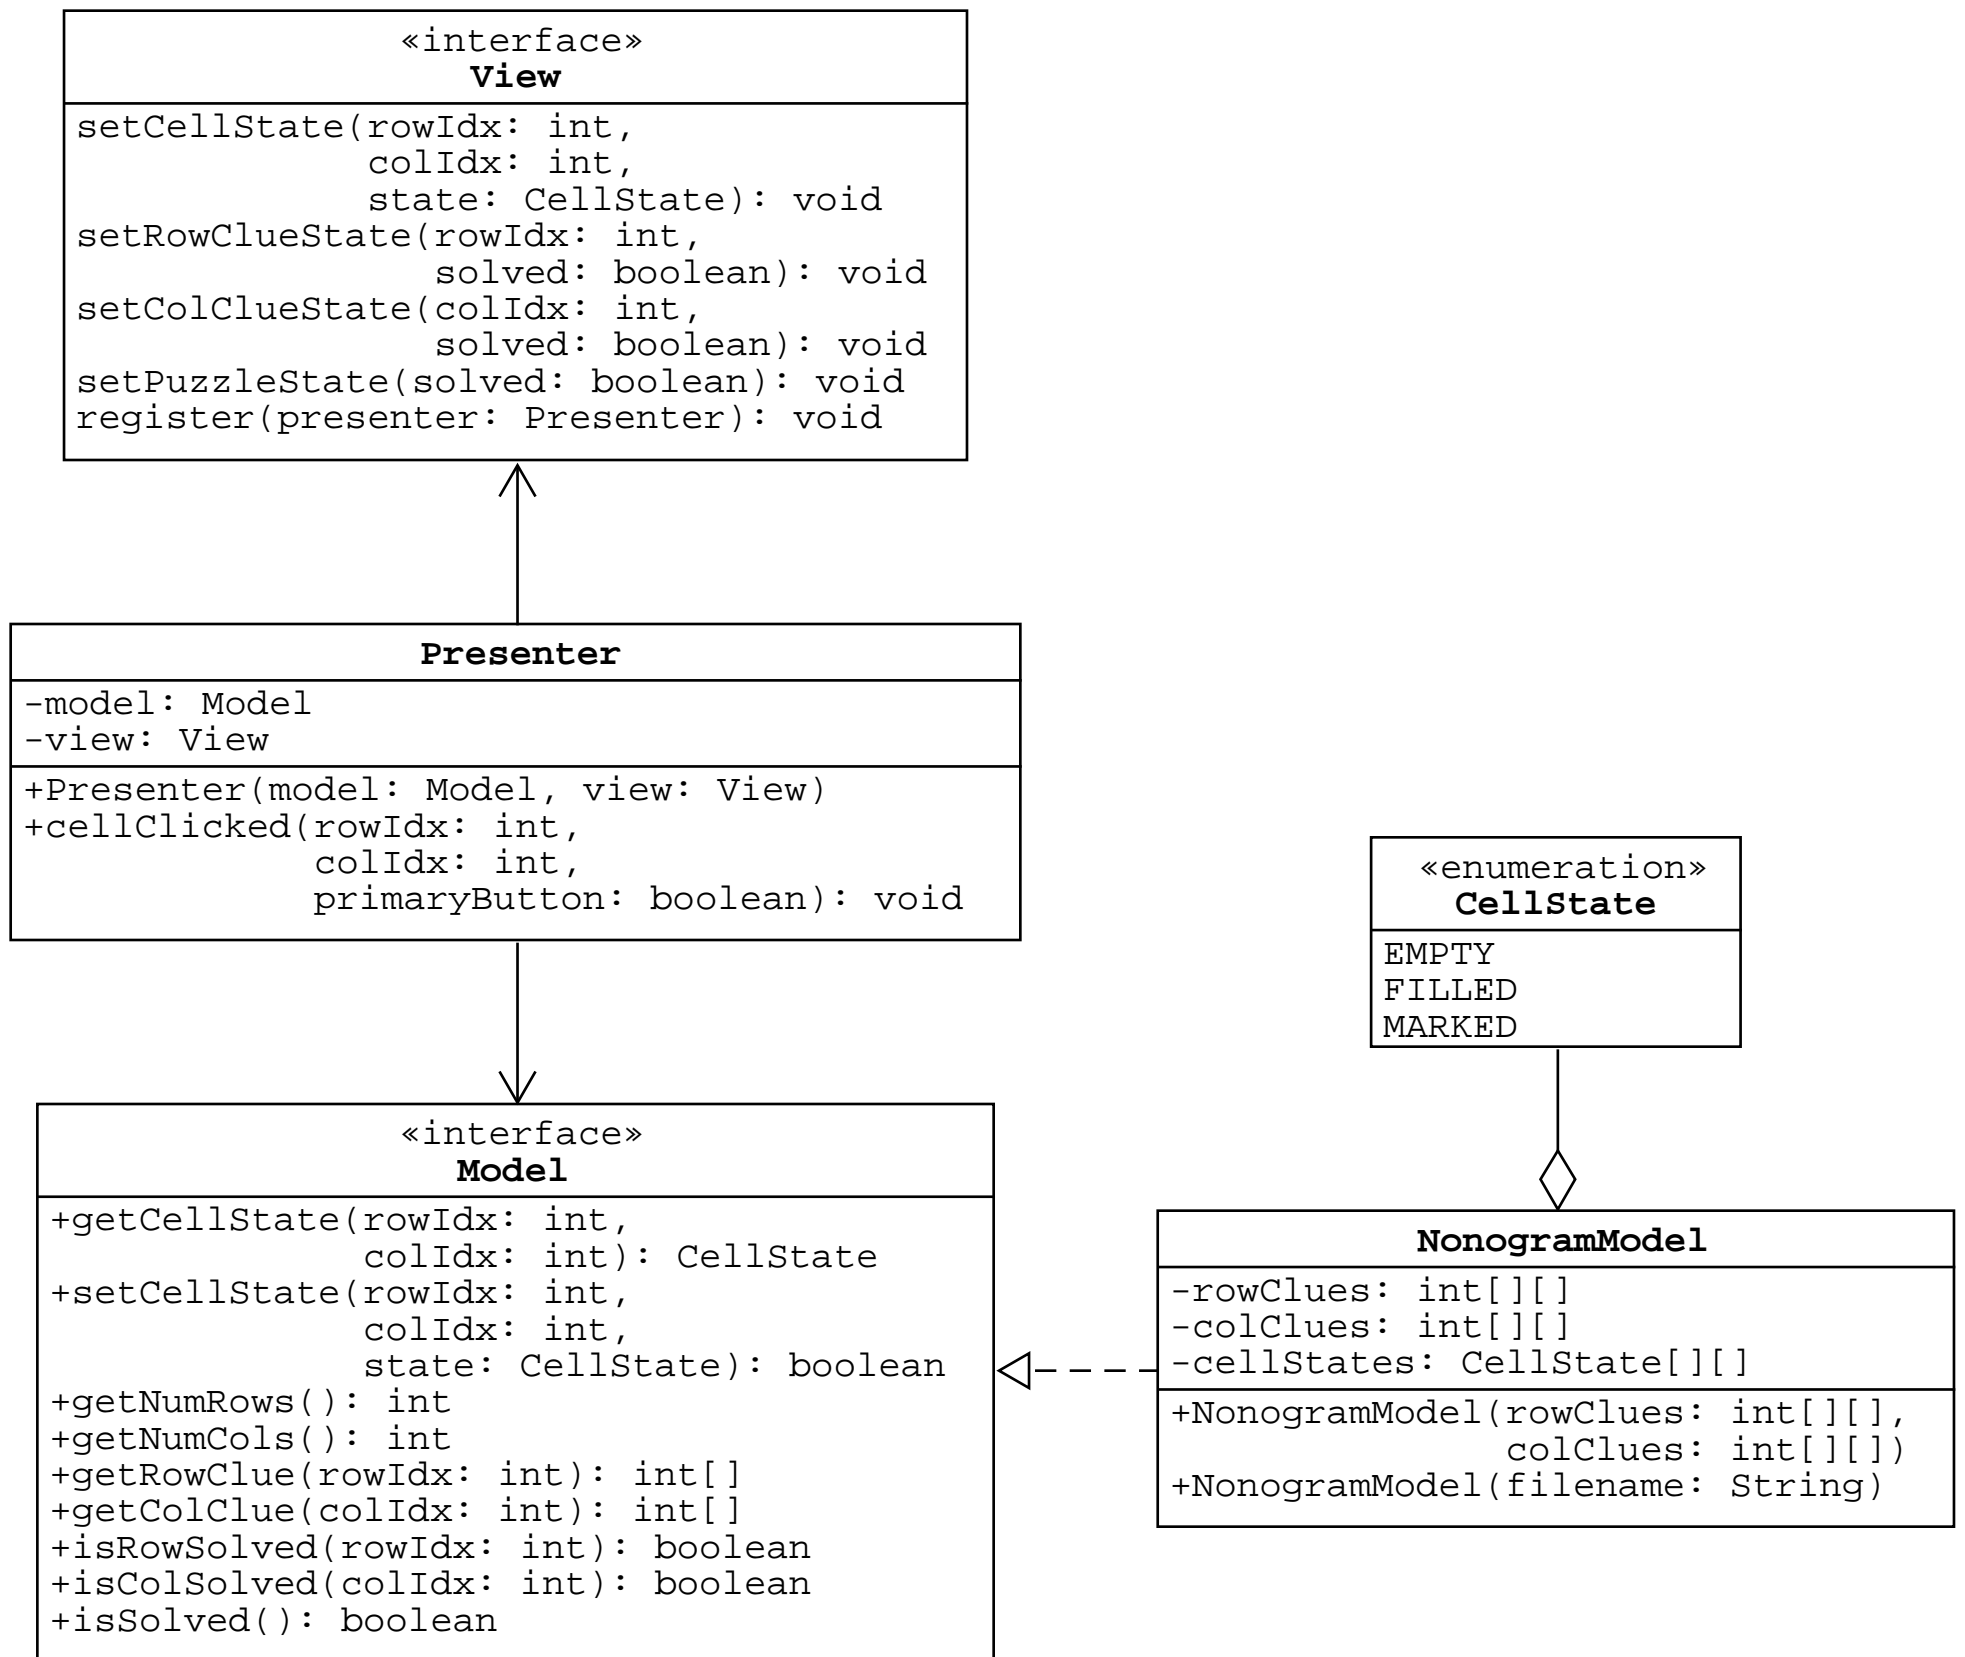 «interface»
View
setCellState(rowIdx: int,
colIdx: int,
state: CellState): void
setRowClueState(rowIdx: int,
solved: boolean): void
setColClueState(colIdx: int,
solved: boolean): void
setPuzzleState(solved: boolean): void
register(presenter: Presenter): void
Presenter
-model: Model
-view: View
+Presenter(model: Model, view: View)
+cellClicked(rowIdx: int,
colIdx: int,
primaryButton: boolean): void
«enumeration»
CellState
EMPTY
FILLED
MARKED
«interface»
Model
+getCellState(rowIdx: int,
colIdx: int): CellState
+setCellState(rowIdx: int,
colIdx: int,
state: CellState): boolean
+getNumRows(): int
+getNumCols(): int
+getRowClue(rowIdx: int): int[]
+getColClue(colIdx: int): int[]
+isRowSolved(rowIdx: int): boolean
+isColSolved(colIdx: int): boolean
+isSolved(): boolean
NonogramModel
-rowClues: int[][]
-colClues: int[][]
-cellStates: CellState[][]
+NonogramModel(rowClues: int[][],
colClues: int[][])
+NonogramModel(filename: String)